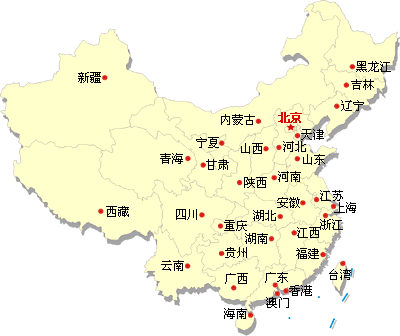 黑龙江
新疆
吉林
辽宁
内蒙古
北京
天津
宁夏
山西
河北
青海
甘肃
山东
陕西
河南
西藏
四川
安徽
江苏
上海
湖北
重庆
浙江
湖南
江西
贵州
福建
云南
台湾
广西
广东
香港
澳门
海南